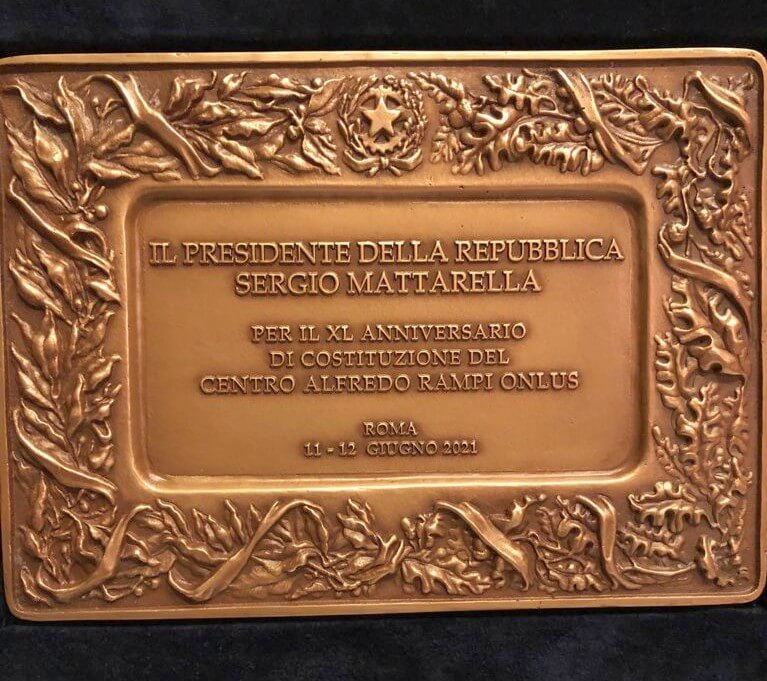 IL PRESIDENTE DELLA REPUBBLICA
SERGIO MATTARELLA
PER IL XL ANNIVERSARIO
DI COSTITUZIONE DEL
CENTRO ALFREDO RAMPI ONLUS
ROMA
11 - 12 GIUGNO 2021